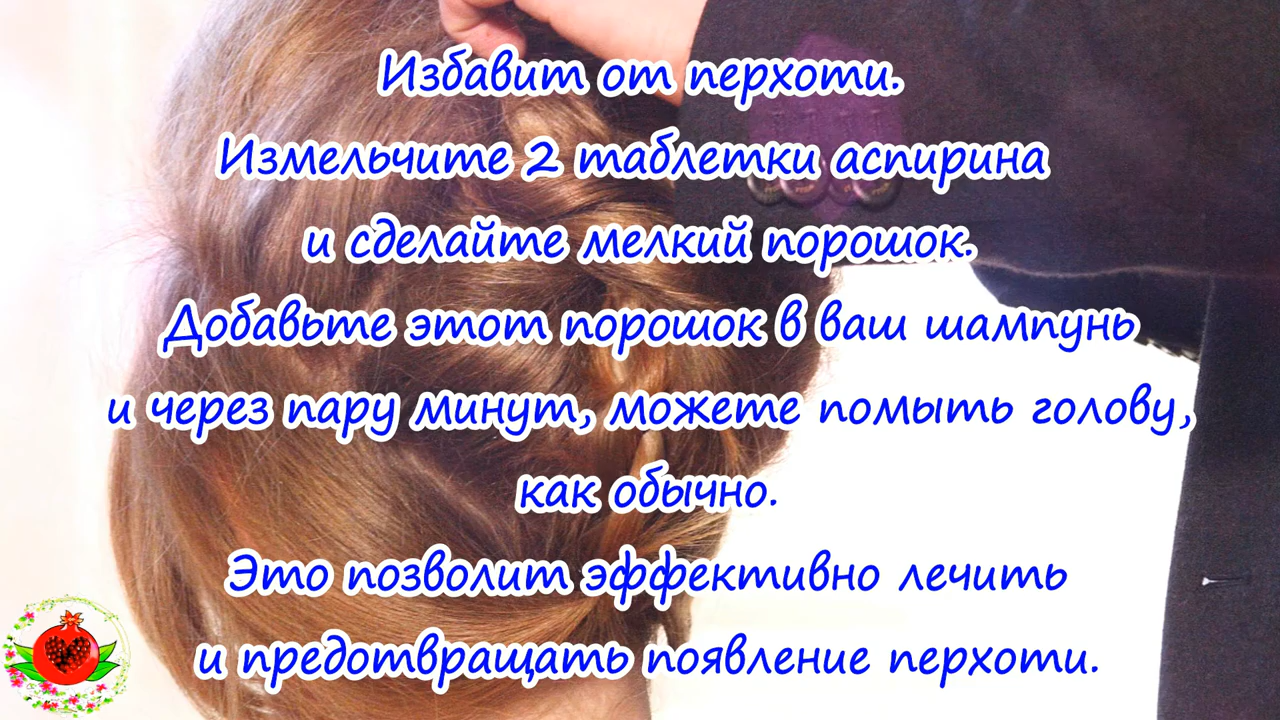 Избавит от перхоти.
Измельчите 2 таблетки аспирина
и сделайте мелкий порошок.
Добавьте этот порошок в ваш шампунь
и через пару минут, можете помыть голову,
как обычно.
Это позволит эффективно лечить
и предотвращать появление перхоти.